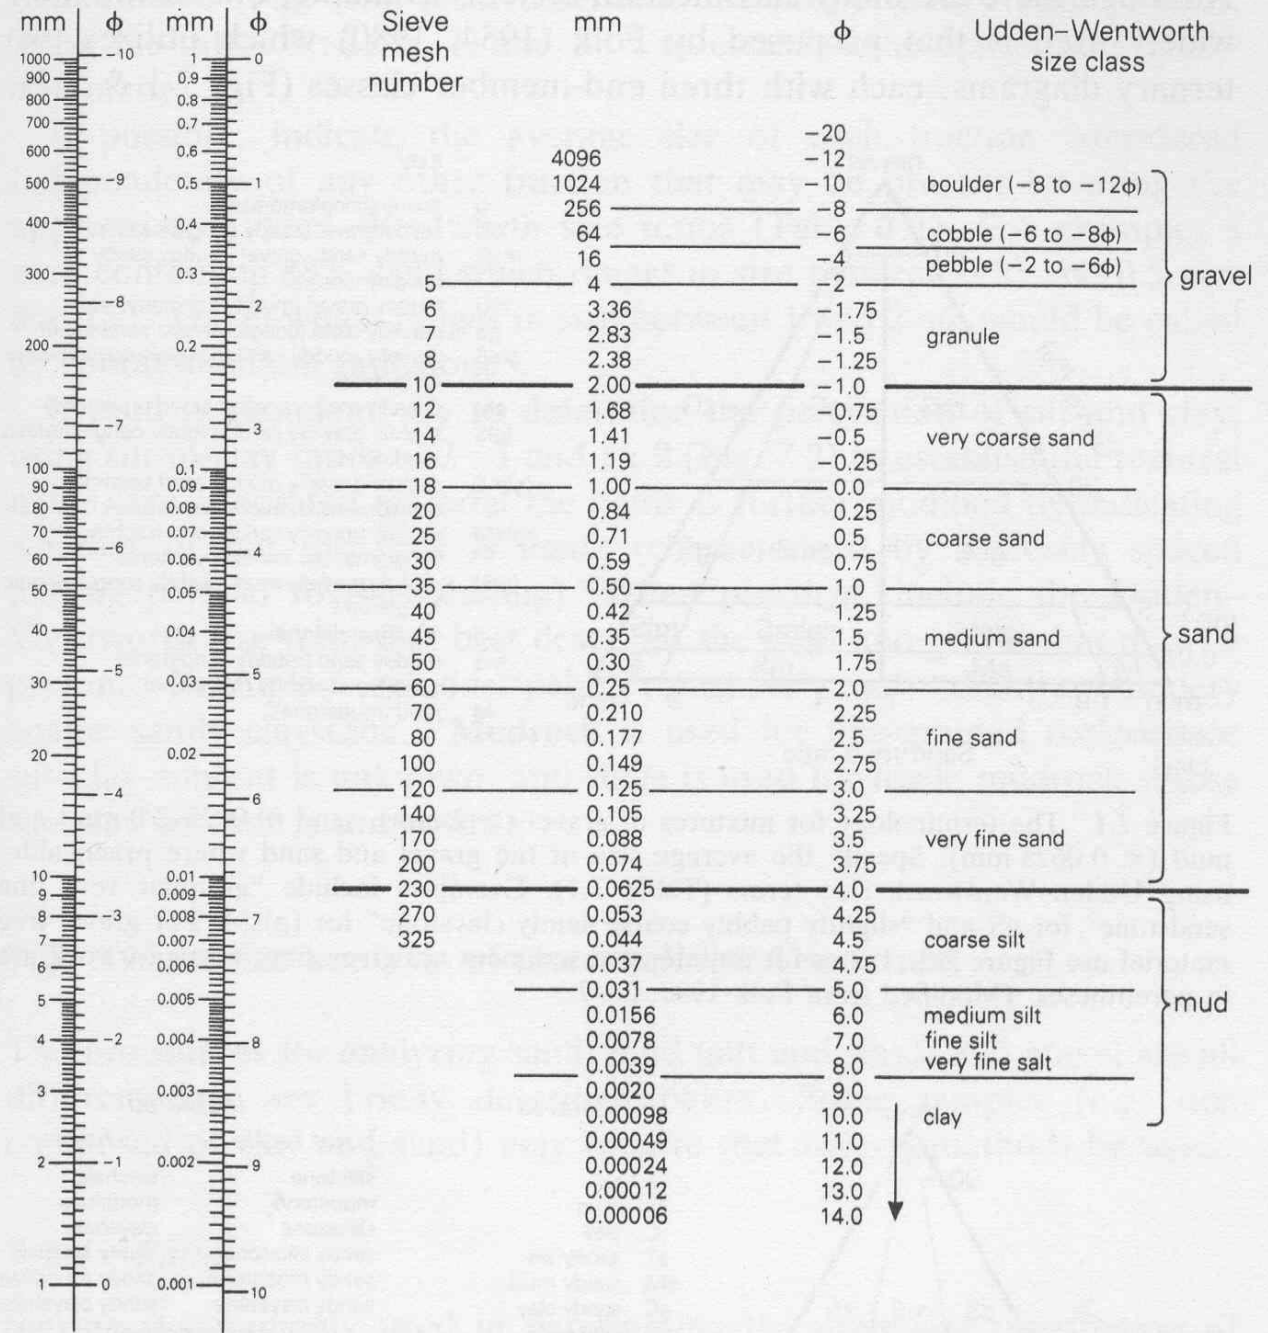 mm φ mm φ Sieve mesh number mm φ Udden–Wentworth size class
1000
900
800
700
600
500
400
300
200
100
90
80
70
60
50
40
30
20
10
9
8
7
6
5
4
3
2
1
–10
–9
–8
–7
–6
–5
–4
–3
–2
–1
0
1
0.9
0.8
0.7
0.6
0.5
0.4
0.3
0.2
0.1
0.09
0.08
0.07
0.06
0.05
0.04
0.03
0.02
0.01
0.009
0.008
0.007
0.006
0.005
0.004
0.003
0.002
0.001
0
1
2
3
4
5
6
7
8
9
10
–20
4096 –12
1024 –10 boulder (–8 to –12φ)
256 –8
64 –6 cobble (–6 to –8φ)
16 –4 pebble (–2 to –6φ)
gravel
5 4 –2
6 3.36 –1.75
7 2.83 –1.5 granule
8 2.38 –1.25
10 2.00 –1.0
12 1.68 –0.75
14 1.41 –0.5 very coarse sand
16 1.19 –0.25
18 1.00 0.0
20 0.84 0.25
25 0.71 0.5 coarse sand
30 0.59 0.75
35 0.50 1.0
40 0.42 1.25
45 0.35 1.5 medium sand sand
50 0.30 1.75
60 0.25 2.0
70 0.210 2.25
80 0.177 2.5 fine sand
100 0.149 2.75
120 0.125 3.0
140 0.105 3.25
170 0.088 3.5 very fine sand
200 0.074 3.75
230 0.0625 4.0
270 0.053 4.25
325 0.044 4.5 coarse silt
0.037 4.75
0.031 5.0
mud
0.0156 6.0 medium silt
0.0078 7.0 fine silt
0.0039 8.0 very fine salt
0.0020 9.0
0.00098 10.0 clay
0.00049 11.0
0.00024 12.0
0.00012 13.0
0.00006 14.0